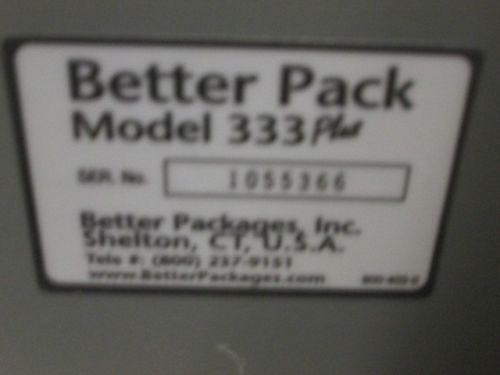 Better Pack
Model 333 Plus
SER. No. 1055366
Better Packages, Inc.
Shelton, CT, U.S.A.
Tele #: (800) 237-9151
www.BetterPackages.com